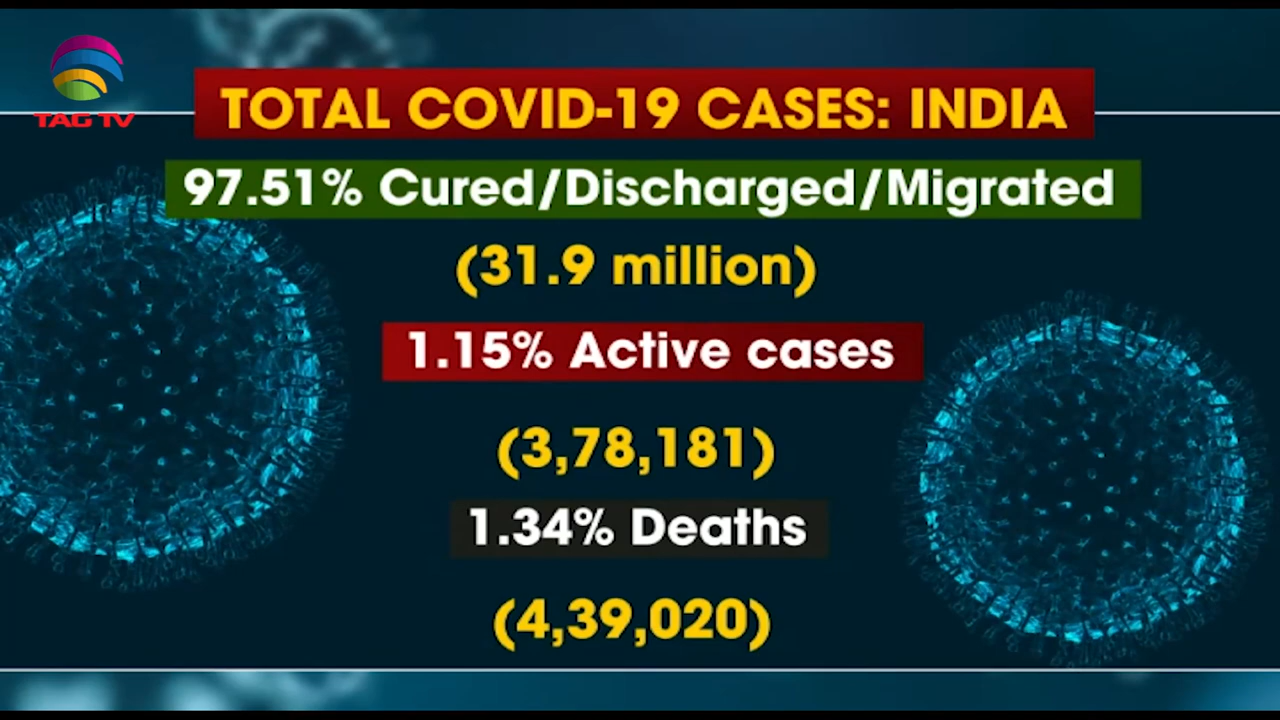 TAG TV
TOTAL COVID-19 CASES: INDIA
97.51% Cured/Discharged/Migrated
(31.9 million)
1.15% Active cases
(3,78,181)
1.34% Deaths
(4,39,020)